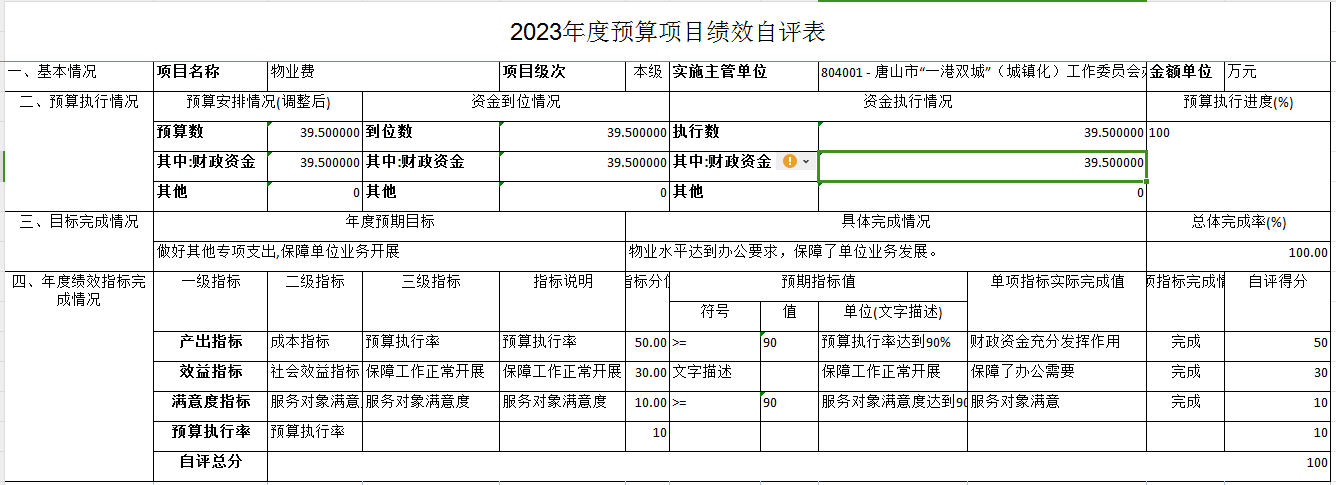 2023年度预算项目绩效自评表
一、基本情况 项目名称 物业费 项目级次 本级 实施主管单位 804001 - 唐山市“一港双城”（城镇化）工作委员会办 金额单位 万元
二、预算执行情况 预算安排情况(调整后) 资金到位情况 资金执行情况 预算执行进度(%)
预算数 39.500000 到位数 39.500000 执行数 39.500000 100
其中:财政资金 39.500000 其中:财政资金 39.500000 其中:财政资金 39.500000
其他 0 其他 0 其他 0
三、目标完成情况 年度预期目标 具体完成情况 总体完成率(%)
做好其他专项支出,保障单位业务开展 物业水平达到办公要求，保障了单位业务发展。 100.00
四、年度绩效指标完成情况 一级指标 二级指标 三级指标 指标说明 指标分值 预期指标值 单项指标实际完成值 项指标完成情 自评得分
符号 值 单位(文字描述)
产出指标 成本指标 预算执行率 预算执行率 50.00 >= 90 预算执行率达到90% 财政资金充分发挥作用 完成 50
效益指标 社会效益指标 保障工作正常开展 保障工作正常开展 30.00 文字描述 保障工作正常开展 保障了办公需要 完成 30
满意度指标 服务对象满意 服务对象满意度 服务对象满意度 10.00 >= 90 服务对象满意度达到90 服务对象满意 完成 10
预算执行率 预算执行率 10 10
自评总分 100